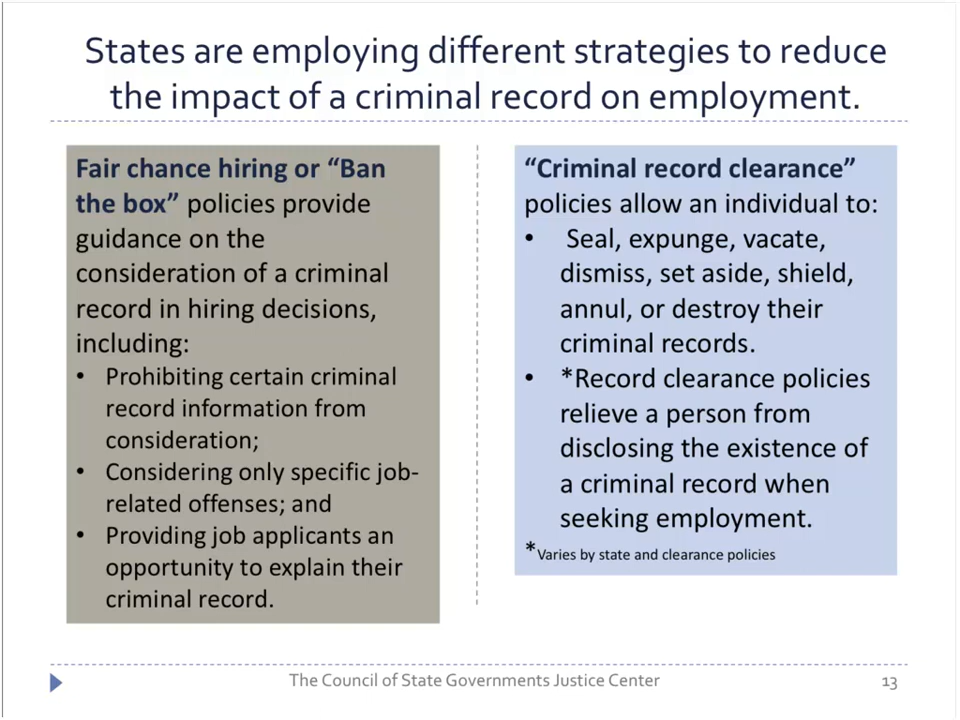 States are employing different strategies to reduce
the impact of a criminal record on employment.
Fair chance hiring or “Ban
the box” policies provide
guidance on the
consideration of a criminal
record in hiring decisions,
including:
• Prohibiting certain criminal
record information from
consideration;
• Considering only specific job-
related offenses; and
• Providing job applicants an
opportunity to explain their
criminal record.
“Criminal record clearance”
policies allow an individual to:
• Seal, expunge, vacate,
dismiss, set aside, shield,
annul, or destroy their
criminal records.
• *Record clearance policies
relieve a person from
disclosing the existence of
a criminal record when
seeking employment.
*Varies by state and clearance policies
The Council of State Governments Justice Center
13